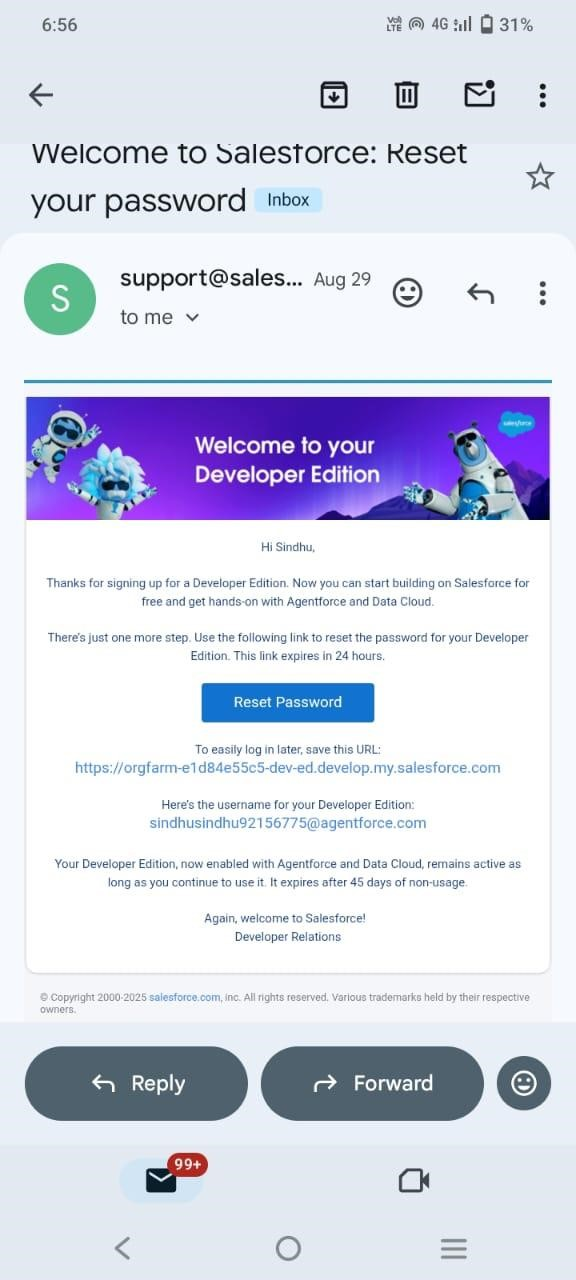 6:56
Vo)
LTE
4G
31%
Welcome to Salesforce: Reset
your password Inbox
S
support@sales... Aug 29
to me
salesforce
Welcome to your
Developer Edition
Hi Sindhu,
Thanks for signing up for a Developer Edition. Now you can start building on Salesforce for
free and get hands-on with Agentforce and Data Cloud.
There's just one more step. Use the following link to reset the password for your Developer
Edition. This link expires in 24 hours.
Reset Password
To easily log in later, save this URL:
https://orgfarm-e1d84e55c5-dev-ed.develop.my.salesforce.com
Here's the username for your Developer Edition:
sindhusindhu92156775@agentforce.com
Your Developer Edition, now enabled with Agentforce and Data Cloud, remains active as
long as you continue to use it. It expires after 45 days of non-usage.
Again, welcome to Salesforce!
Developer Relations
© Copyright 2000-2025 salesforce.com, inc. All rights reserved. Various trademarks held by their respective
owners.
Reply
Forward
99+